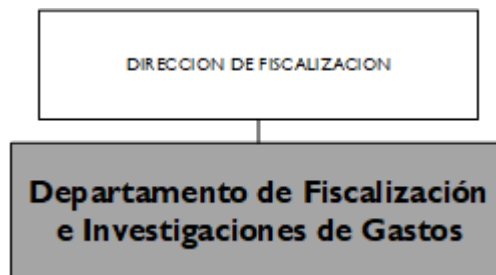 DIRECCION DE FISCALIZACION
Departamento de Fiscalización
e Investigaciones de Gastos